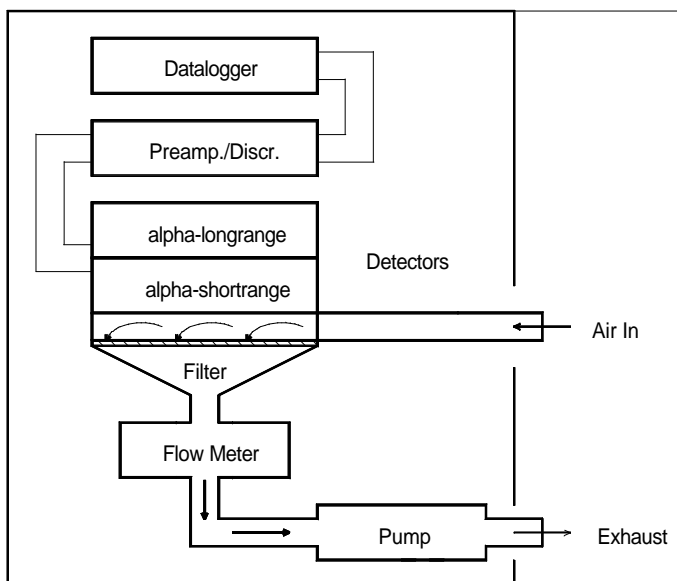 Datalogger
Preamp./Discr.
alpha-longrange
Detectors
alpha-shortrange
Air In
Filter
Flow Meter
Pump
Exhaust